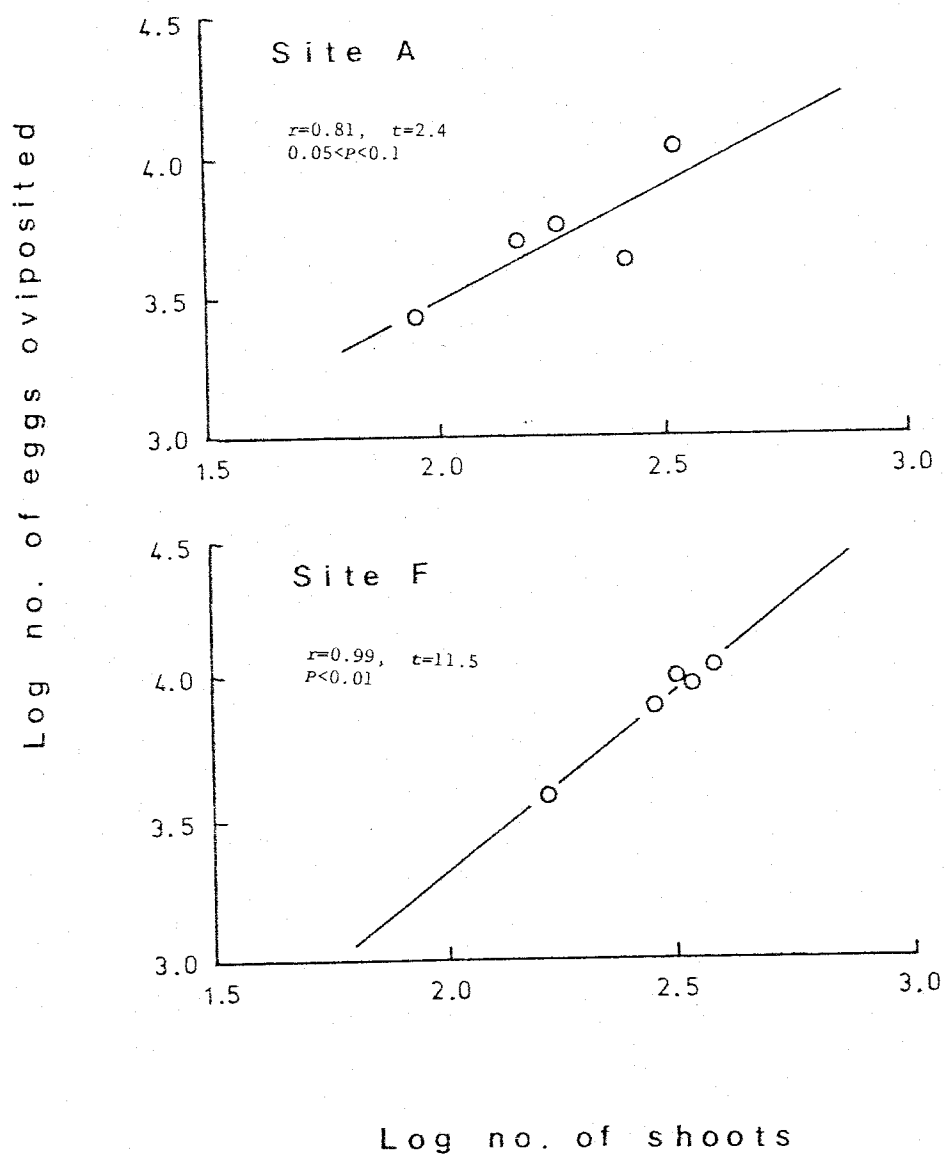 Log no. of eggs oviposited
4.5
4.0
3.5
3.0
Site A
r=0.81, t=2.4
0.05<P<0.1
1.5 2.0 2.5 3.0
4.5
4.0
3.5
3.0
Site F
r=0.99, t=11.5
P<0.01
1.5 2.0 2.5 3.0
Log no. of shoots